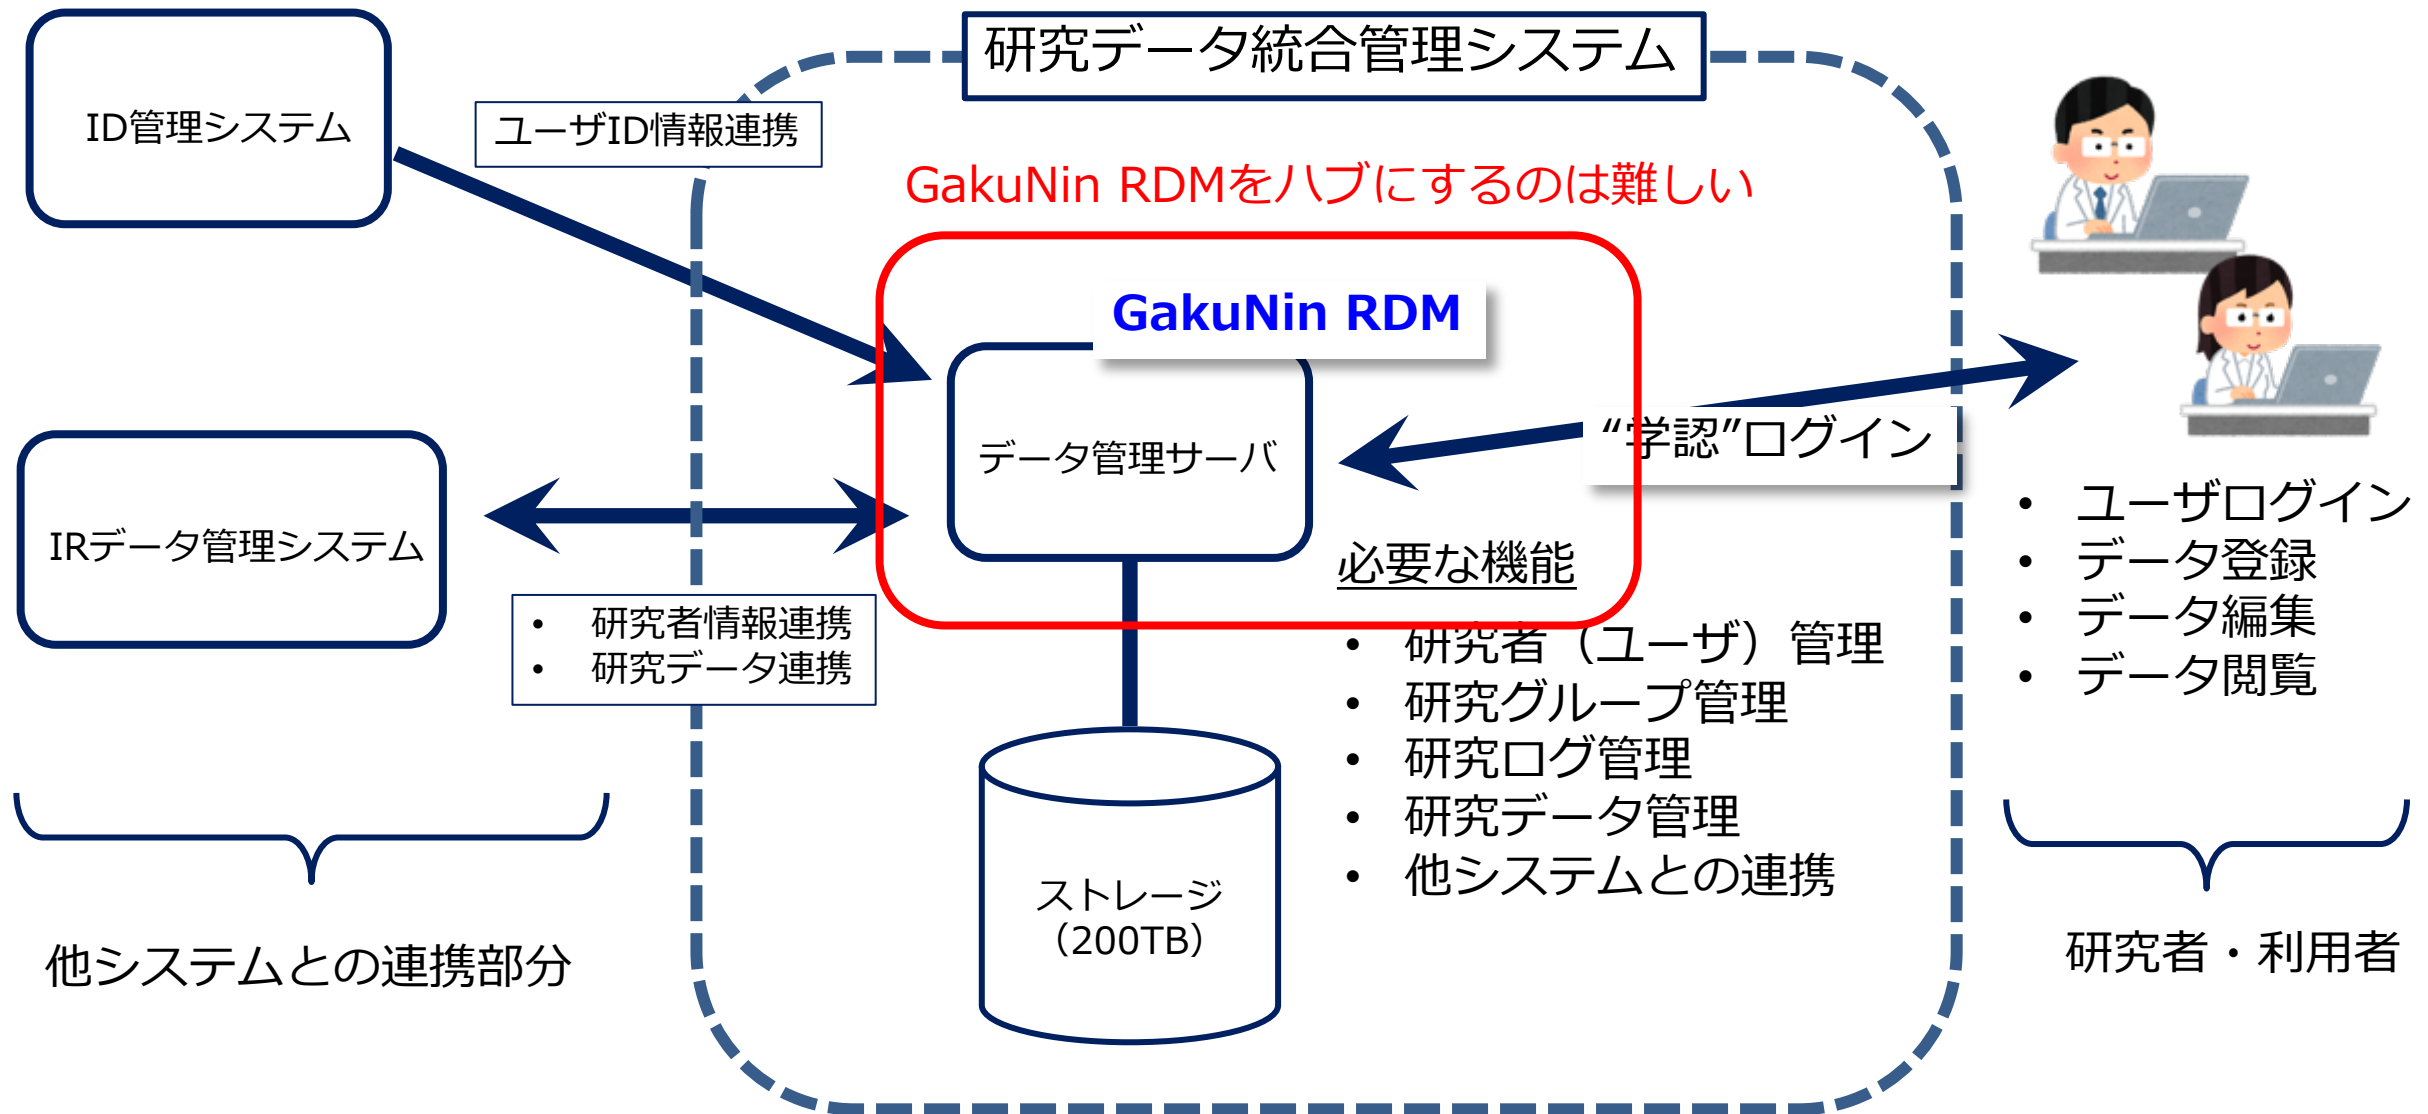 研究データ統合管理システム
ID管理システム
ユーザID情報連携
GakuNin RDMをハブにするのは難しい
GakuNin RDM
データ管理サーバ
“学認”ログイン
IRデータ管理システム
• 研究者情報連携
• 研究データ連携
必要な機能
• 研究者（ユーザ）管理
• 研究グループ管理
• 研究ログ管理
• 研究データ管理
• 他システムとの連携
• ユーザログイン
• データ登録
• データ編集
• データ閲覧
ストレージ
（200TB）
他システムとの連携部分
研究者・利用者